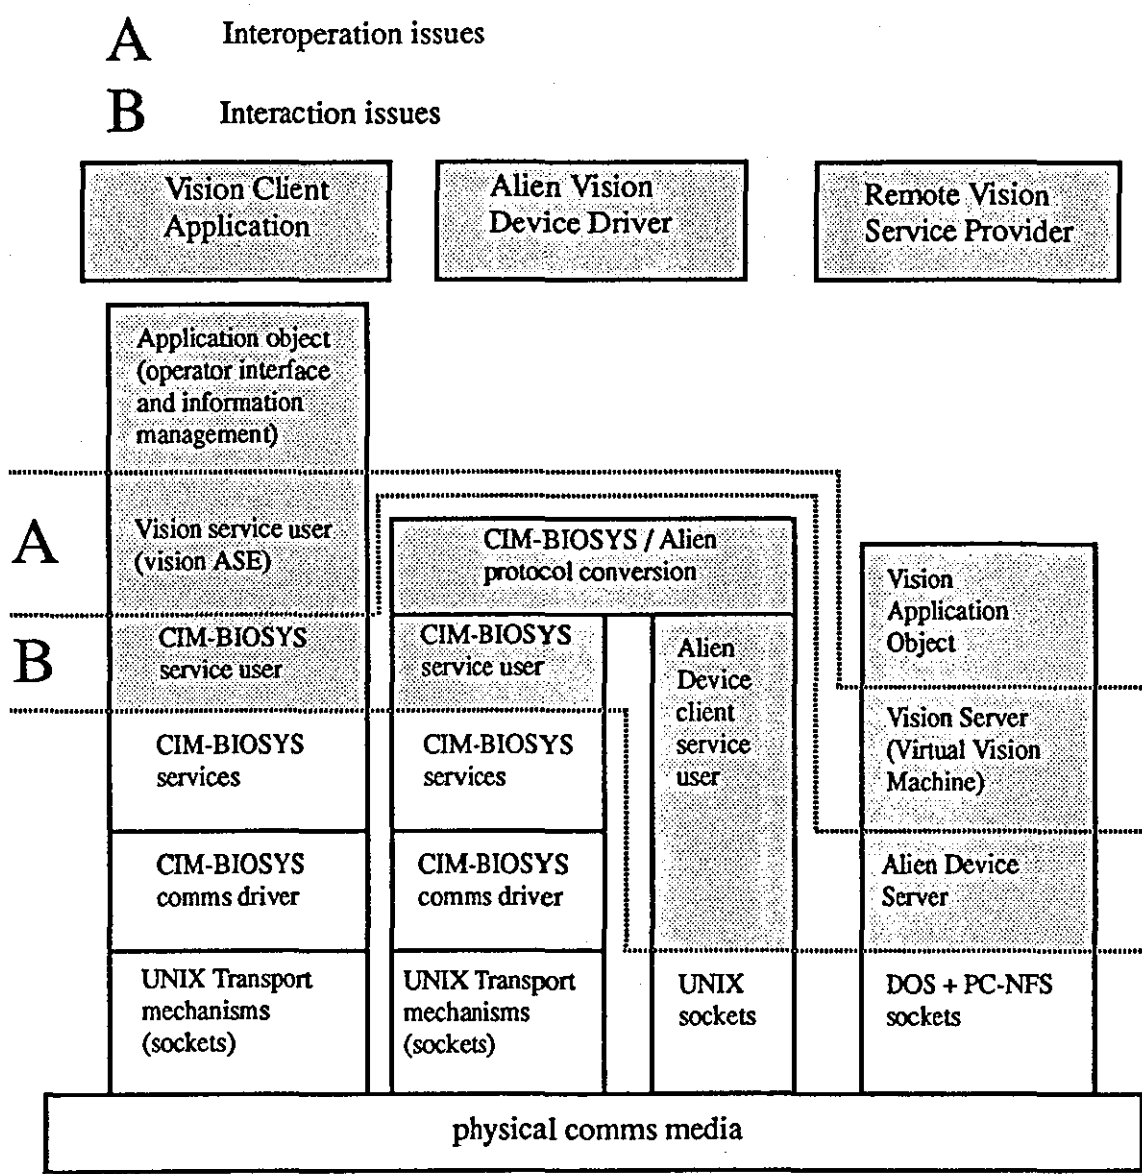 A Interoperation issues
B Interaction issues
Vision Client
Application
Alien Vision
Device Driver
Remote Vision
Service Provider
Application object
(operator interface
and information
management)
A
Vision service user
(vision ASE)
CIM-BIOSYS / Alien
protocol conversion
Vision
Application
Object
B
CIM-BIOSYS
service user
CIM-BIOSYS
service user
Alien
Device
client
service
user
Vision Server
(Virtual Vision
Machine)
CIM-BIOSYS
services
CIM-BIOSYS
services
CIM-BIOSYS
comms driver
CIM-BIOSYS
comms driver
Alien Device
Server
UNIX Transport
mechanisms
(sockets)
UNIX Transport
mechanisms
(sockets)
UNIX
sockets
DOS + PC-NFS
sockets
physical comms media